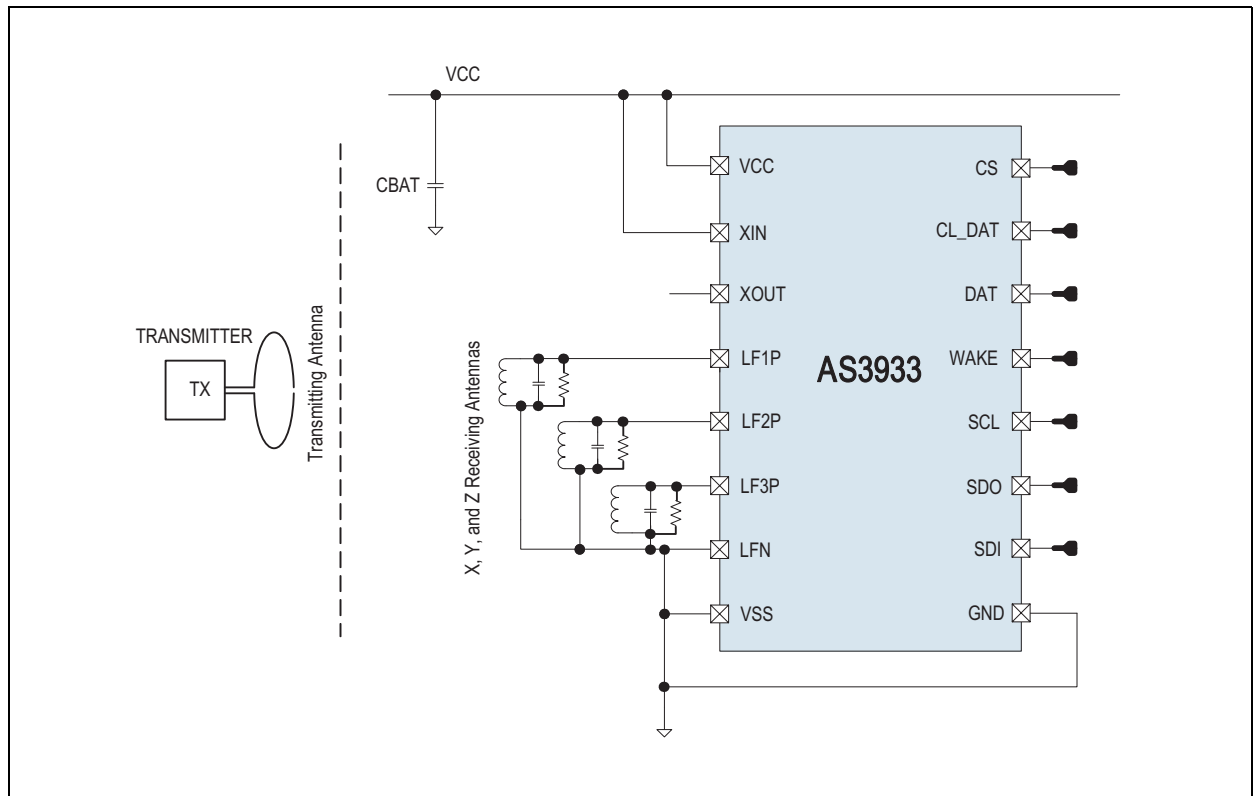 VCC
CBAT
TRANSMITTER
TX
Transmitting Antenna
X, Y, and Z Receiving Antennas
AS3933
VCC
XIN
XOUT
LF1P
LF2P
LF3P
LFN
VSS
CS
CL_DAT
DAT
WAKE
SCL
SDO
SDI
GND